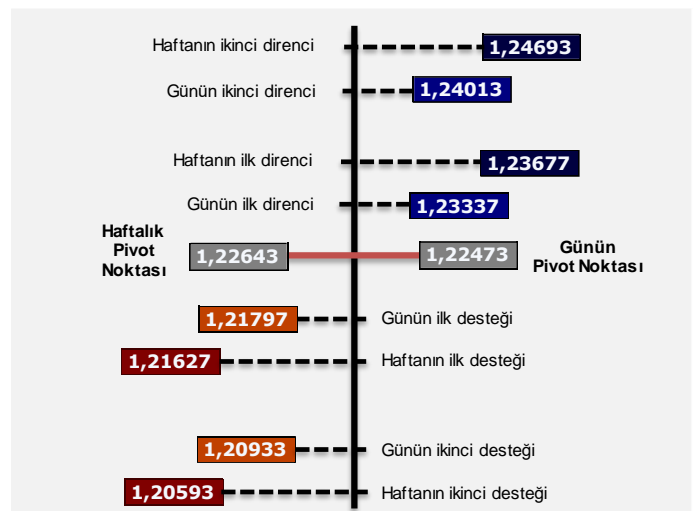 Haftanın ikinci direnci
1,24693
Günün ikinci direnci
1,24013
Haftanın ilk direnci
1,23677
Günün ilk direnci
1,23337
Haftalık
Pivot
Noktası
1,22643
1,22473
Günün
Pivot Noktası
1,21797
Günün ilk desteği
1,21627
Haftanın ilk desteği
1,20933
Günün ikinci desteği
1,20593
Haftanın ikinci desteği